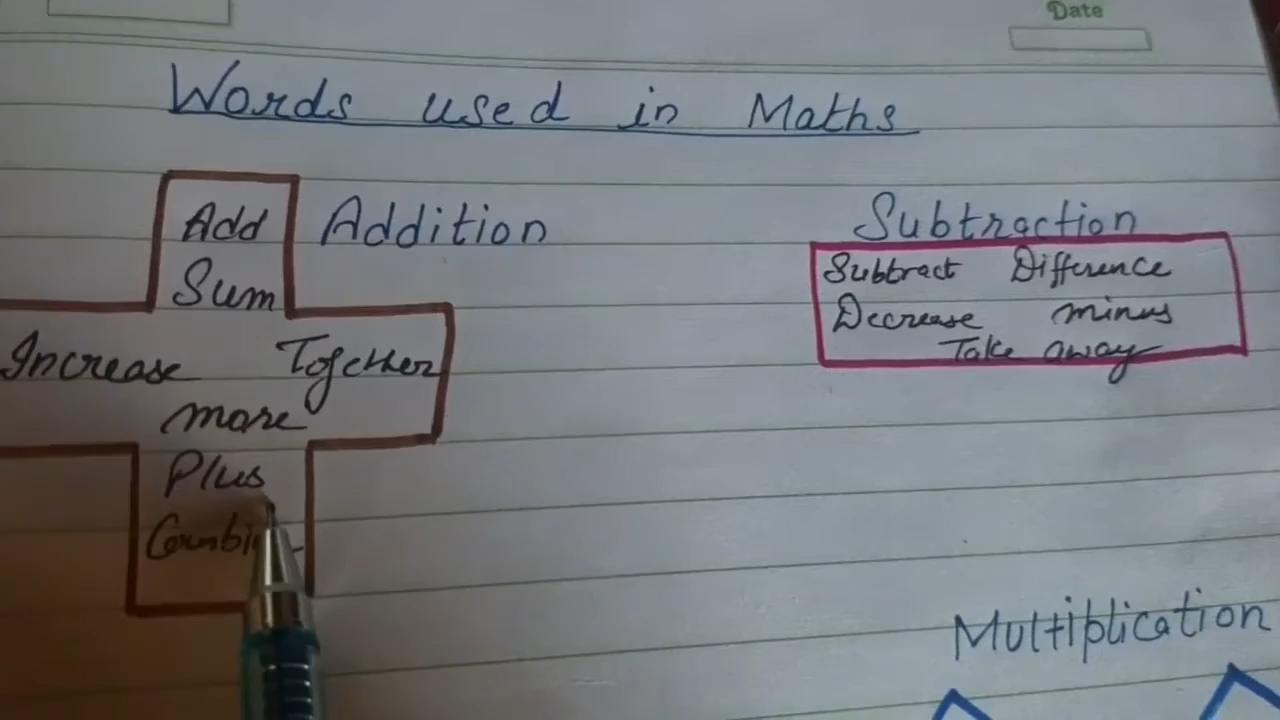 Date
Words used in Maths
Add
Sum
Increase Together
more
Plus
Addition
Subtraction
Subtract Difference
Decrease minus
Take away
Multiplication